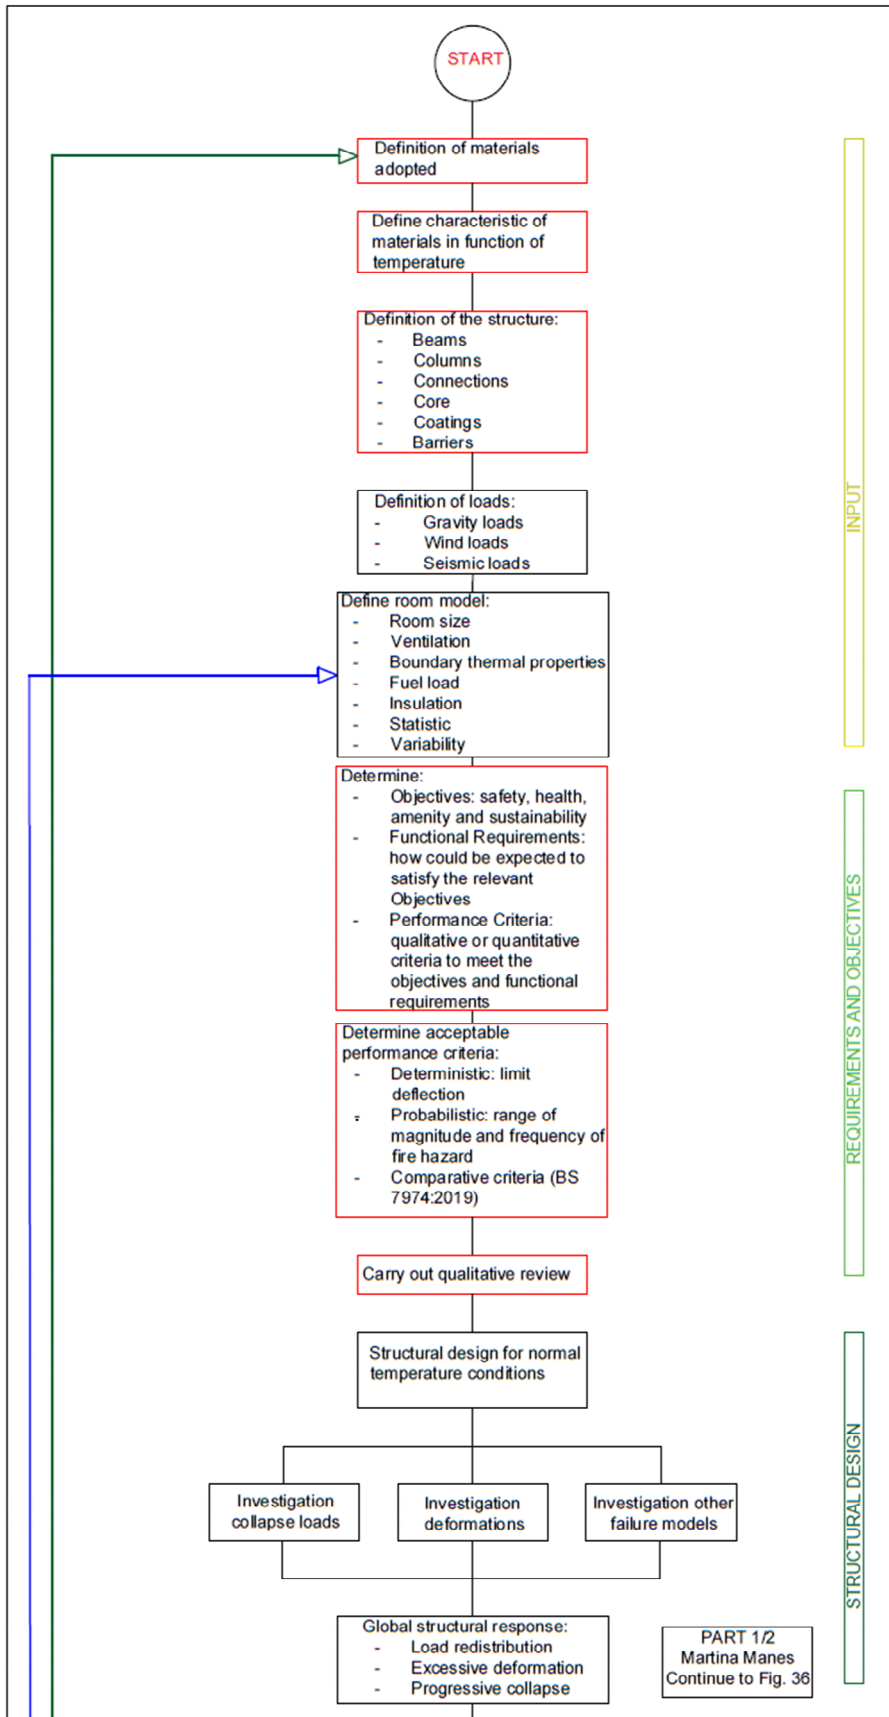 START
Definition of materials
adopted
Define characteristic of
materials in function of
temperature
Definition of the structure:
- Beams
- Columns
- Connections
- Core
- Coatings
- Barriers
Definition of loads:
- Gravity loads
- Wind loads
- Seismic loads
Define room model:
- Room size
- Ventilation
- Boundary thermal properties
- Fuel load
- Insulation
- Statistic
- Variability
INPUT
Determine:
- Objectives: safety, health,
amenity and sustainability
- Functional Requirements:
how could be expected to
satisfy the relevant
Objectives
- Performance Criteria:
qualitative or quantitative
criteria to meet the
objectives and functional
requirements
Determine acceptable
performance criteria:
- Deterministic: limit
deflection
- Probabilistic: range of
magnitude and frequency of
fire hazard
- Comparative criteria (BS
7974:2019)
Carry out qualitative review
REQUIREMENTS AND OBJECTIVES
Structural design for normal
temperature conditions
Investigation
collapse loads
Investigation
deformations
Investigation other
failure models
Global structural response:
- Load redistribution
- Excessive deformation
- Progressive collapse
STRUCTURAL DESIGN
PART 1/2
Martina Manes
Continue to Fig. 36